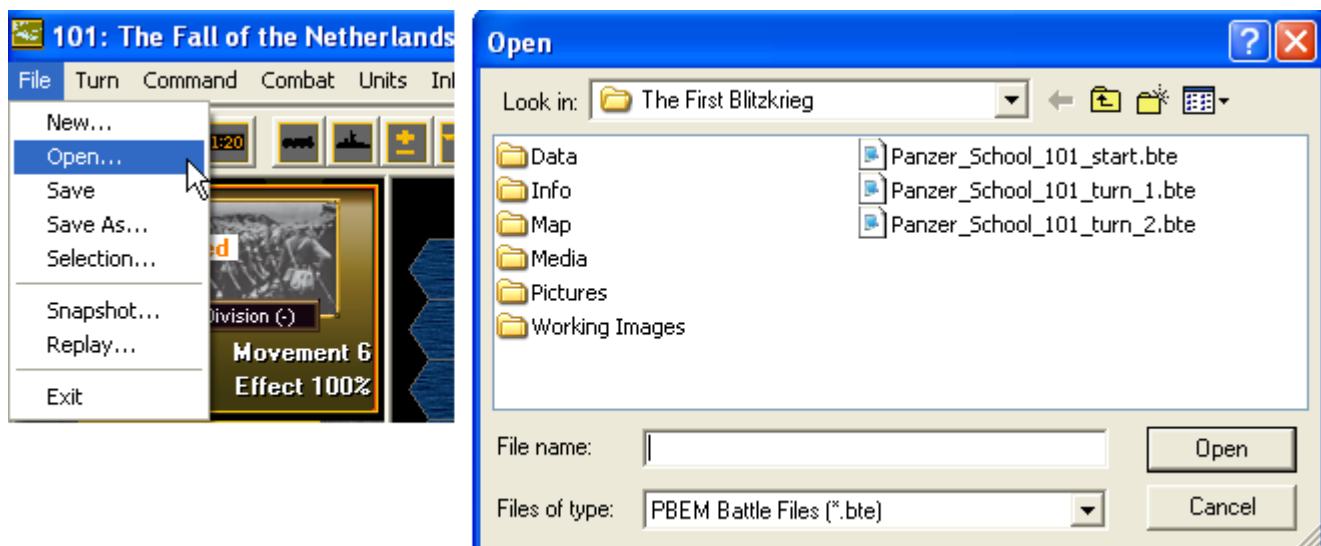 101: The Fall of the Netherlands
File Turn Command Combat Units
New...
Open...
Save
Save As...
Selection...
Snapshot...
Replay...
Exit
1:20
Division (-)
Movement 6
Effect 100%
Open
Look in: The First Blitzkrieg
Data
Info
Map
Media
Pictures
Working Images
Panzer_School_101_start.bte
Panzer_School_101_turn_1.bte
Panzer_School_101_turn_2.bte
File name:
Open
Files of type: PBEM Battle Files (*.bte)
Cancel